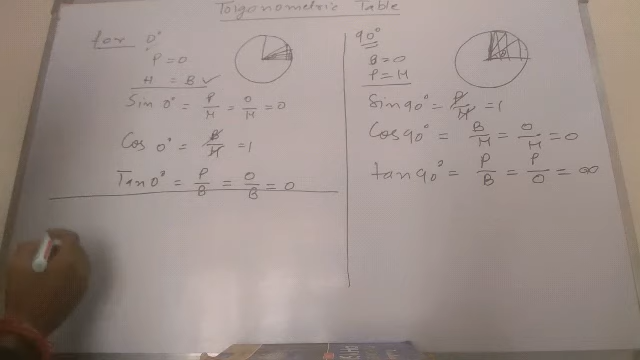 Trigonometric Table
for 0°
P = 0
H = B ✓
Sin 0° = P/H = 0/H = 0
Cos 0° = B/H = 1
Tan 0° = P/B = 0/B = 0
90°
B = 0
P = H
Sin 90° = P/H = 1
Cos 90° = B/H = 0/H = 0
tan 90° = P/B = P/0 = ∞